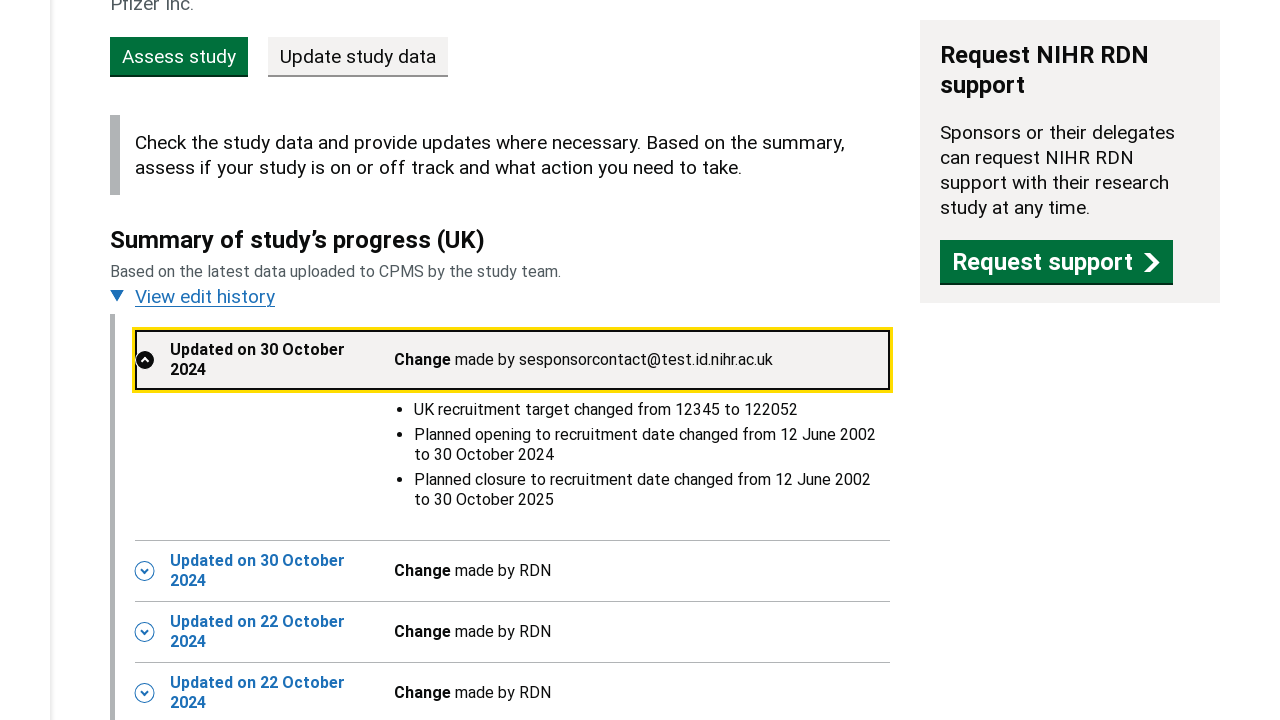 Pfizer Inc.
Assess study
Update study data
Check the study data and provide updates where necessary. Based on the summary,
assess if your study is on or off track and what action you need to take.
Summary of study’s progress (UK)
Based on the latest data uploaded to CPMS by the study team.
View edit history
Updated on 30 October
2024
Change made by sesponsorcontact@test.id.nihr.ac.uk
• UK recruitment target changed from 12345 to 122052
• Planned opening to recruitment date changed from 12 June 2002
to 30 October 2024
• Planned closure to recruitment date changed from 12 June 2002
to 30 October 2025
Updated on 30 October
2024
Change made by RDN
Updated on 22 October
2024
Change made by RDN
Updated on 22 October
2024
Change made by RDN
Request NIHR RDN
support
Sponsors or their delegates
can request NIHR RDN
support with their research
study at any time.
Request support